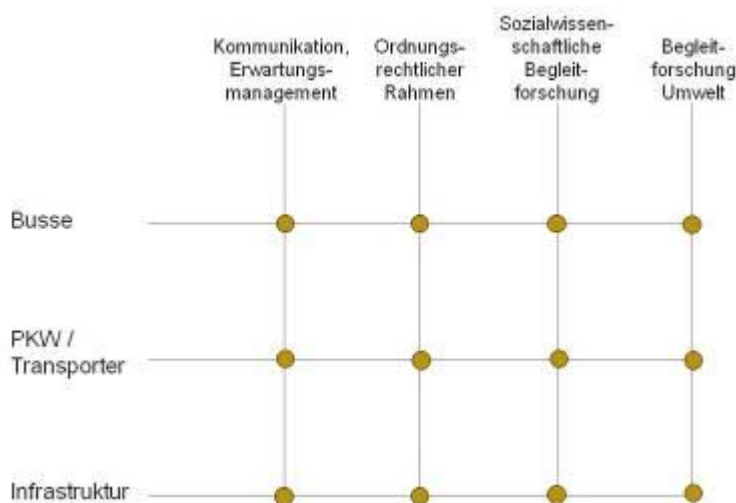 Kommunikation,
Erwartungs-
management
Ordnungs-
rechtlicher
Rahmen
Sozialwissen-
schaftliche
Begleit-
forschung
Begleit-
forschung
Umwelt
Busse
PKW /
Transporter
Infrastruktur